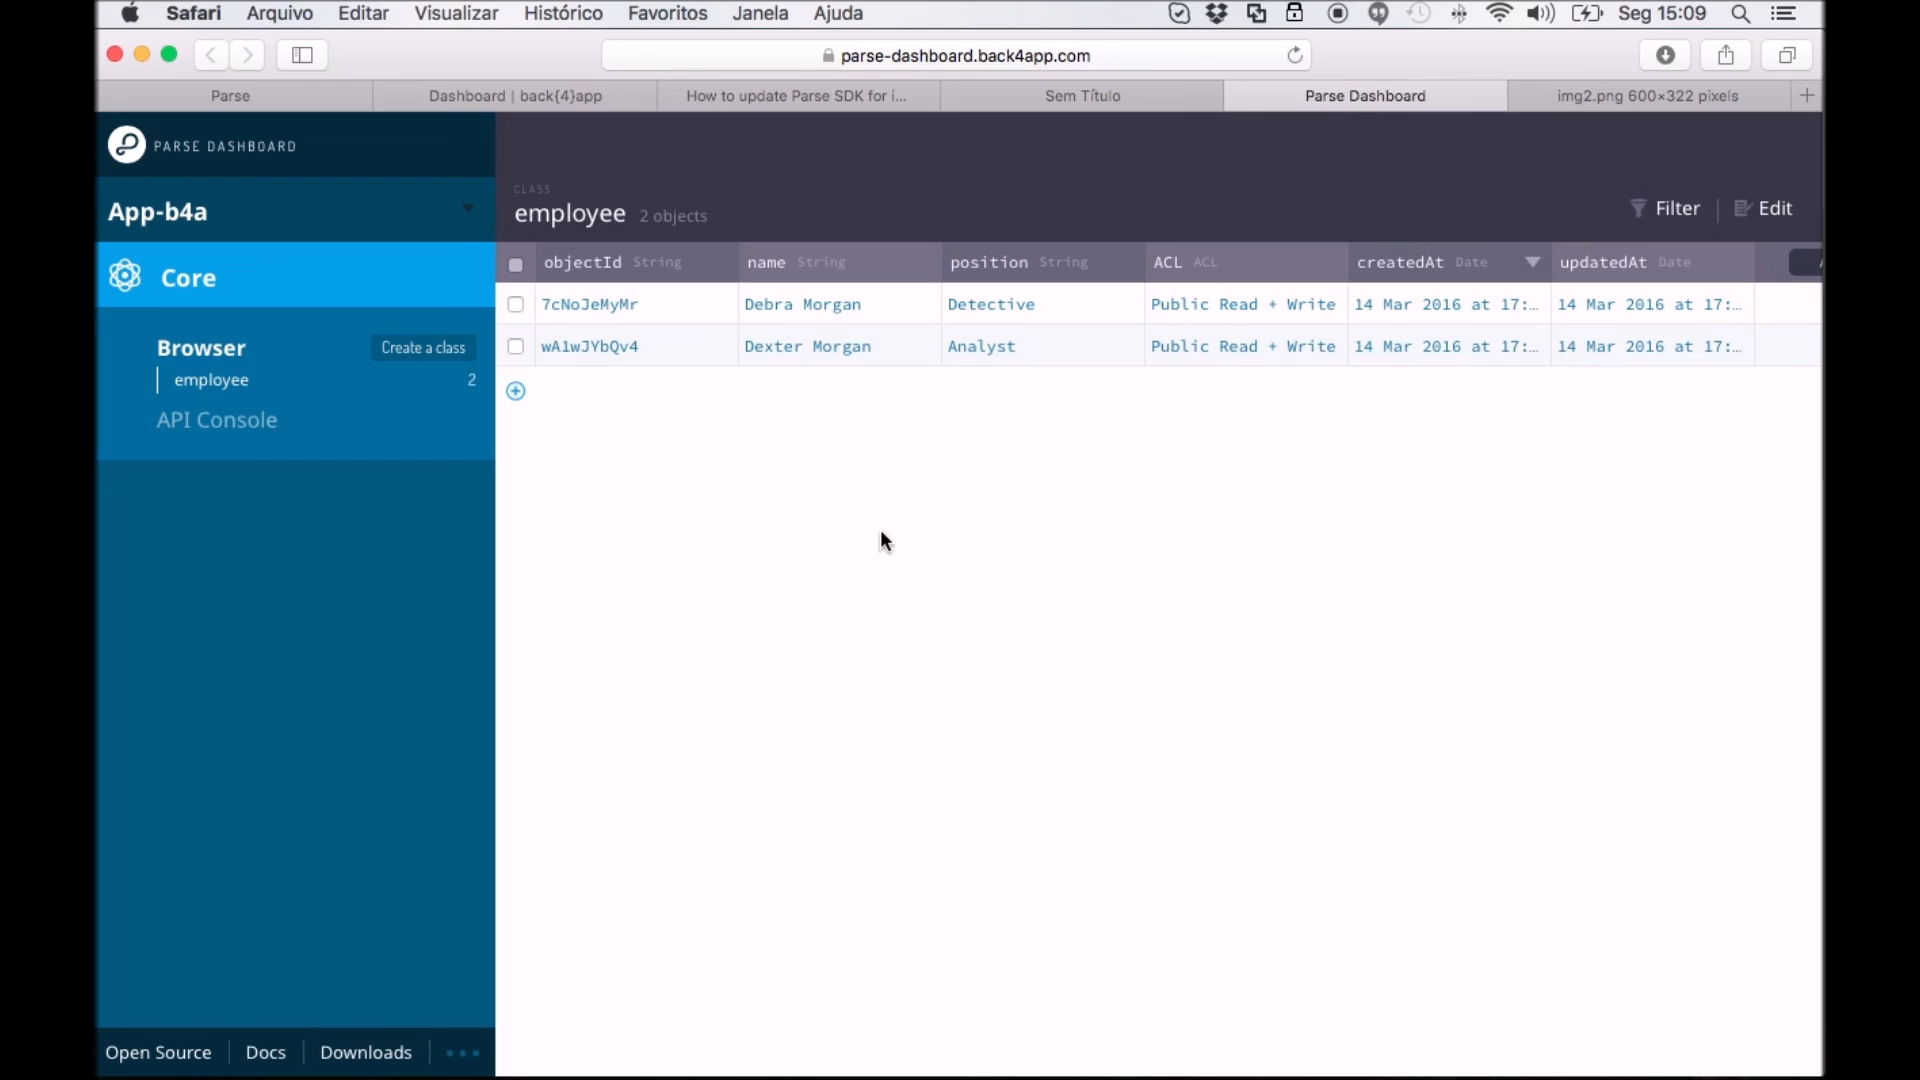 Safari Arquivo Editar Visualizar Histórico Favoritos Janela Ajuda Seg 15:09
parse-dashboard.back4app.com
Parse Dashboard | back{4}app How to update Parse SDK for i... Sem Título Parse Dashboard img2.png 600×322 pixels
PARSE DASHBOARD
App-b4a
Core
Browser Create a class
employee 2
API Console
Open Source Docs Downloads
CLASS
employee 2 objects Filter Edit
objectId String name String position String ACL ACL createdAt Date updatedAt Date
7cNoJeMyMr Debra Morgan Detective Public Read + Write 14 Mar 2016 at 17:… 14 Mar 2016 at 17:…
wA1wJYbQv4 Dexter Morgan Analyst Public Read + Write 14 Mar 2016 at 17:… 14 Mar 2016 at 17:…